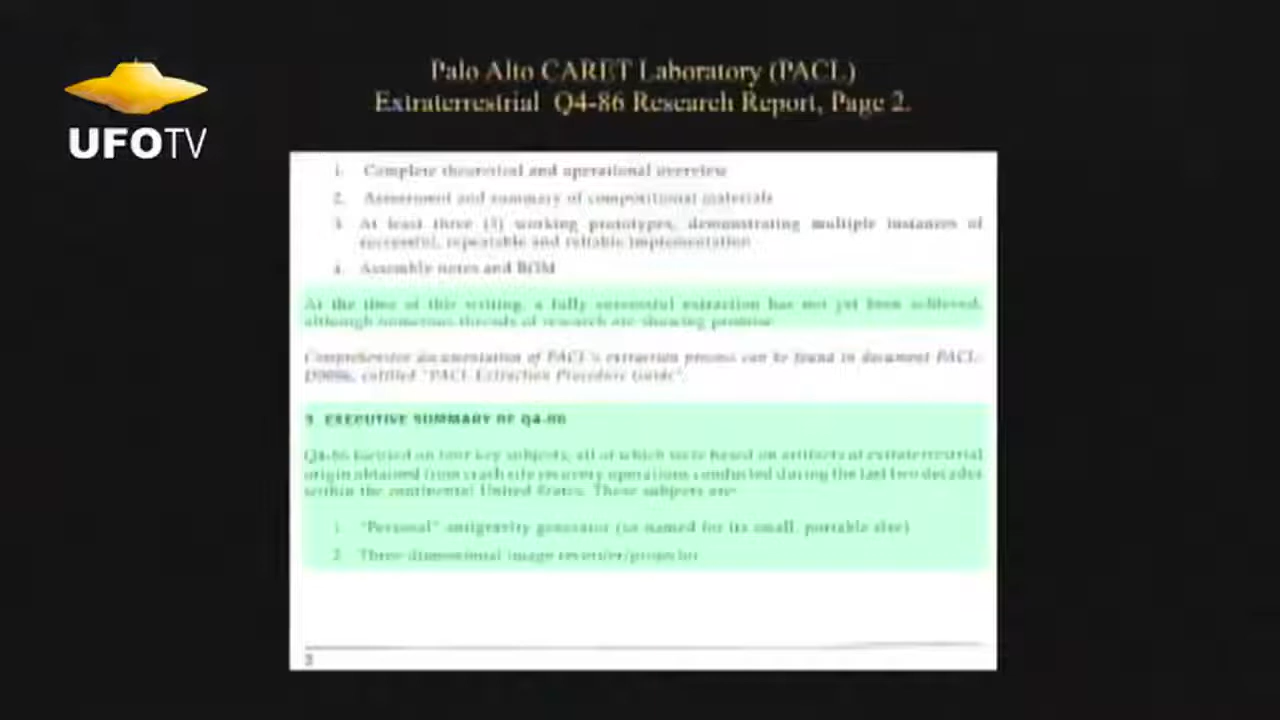 UFOTV
Palo Alto CARET Laboratory (PACL)
Extraterrestrial Q4-86 Research Report, Page 2.
1. Complete theoretical and operational overview
2. Assessment and summary of compositional materials
3. At least three (3) working prototypes, demonstrating multiple instances of
successful, repeatable and reliable implementation
4. Assembly notes and BOM
At the time of this writing, a fully successful extraction has not yet been achieved,
although numerous threads of research are showing promise.
Comprehensive documentation of PACL's extraction process can be found in document PACL-
entitled "PACL Extraction Procedure Guide".
3 EXECUTIVE SUMMARY OF Q4-86
Q4-86 focused on four key subjects, all of which were based on artifacts of extraterrestrial
origin obtained from crash site recovery operations conducted during the last two decades
within the continental United States. These subjects are:
1. "Personal" antigravity generator (so named for its small, portable size)
2. Three dimensional image recorder/projector